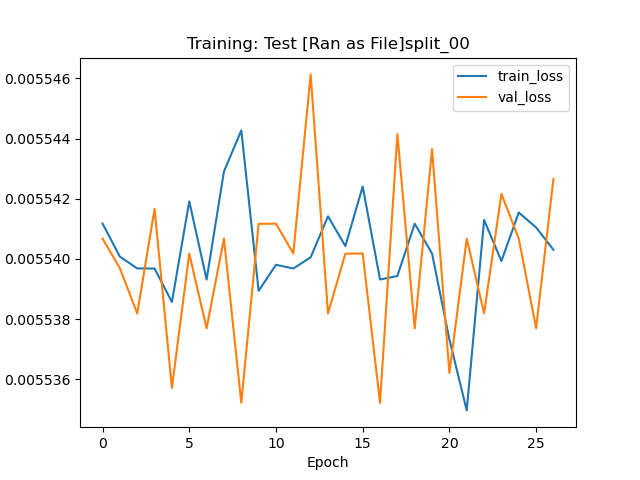 Training: Test [Ran as File]split_00
train_loss
val_loss
0.005546
0.005544
0.005542
0.005540
0.005538
0.005536
0 5 10 15 20 25
Epoch